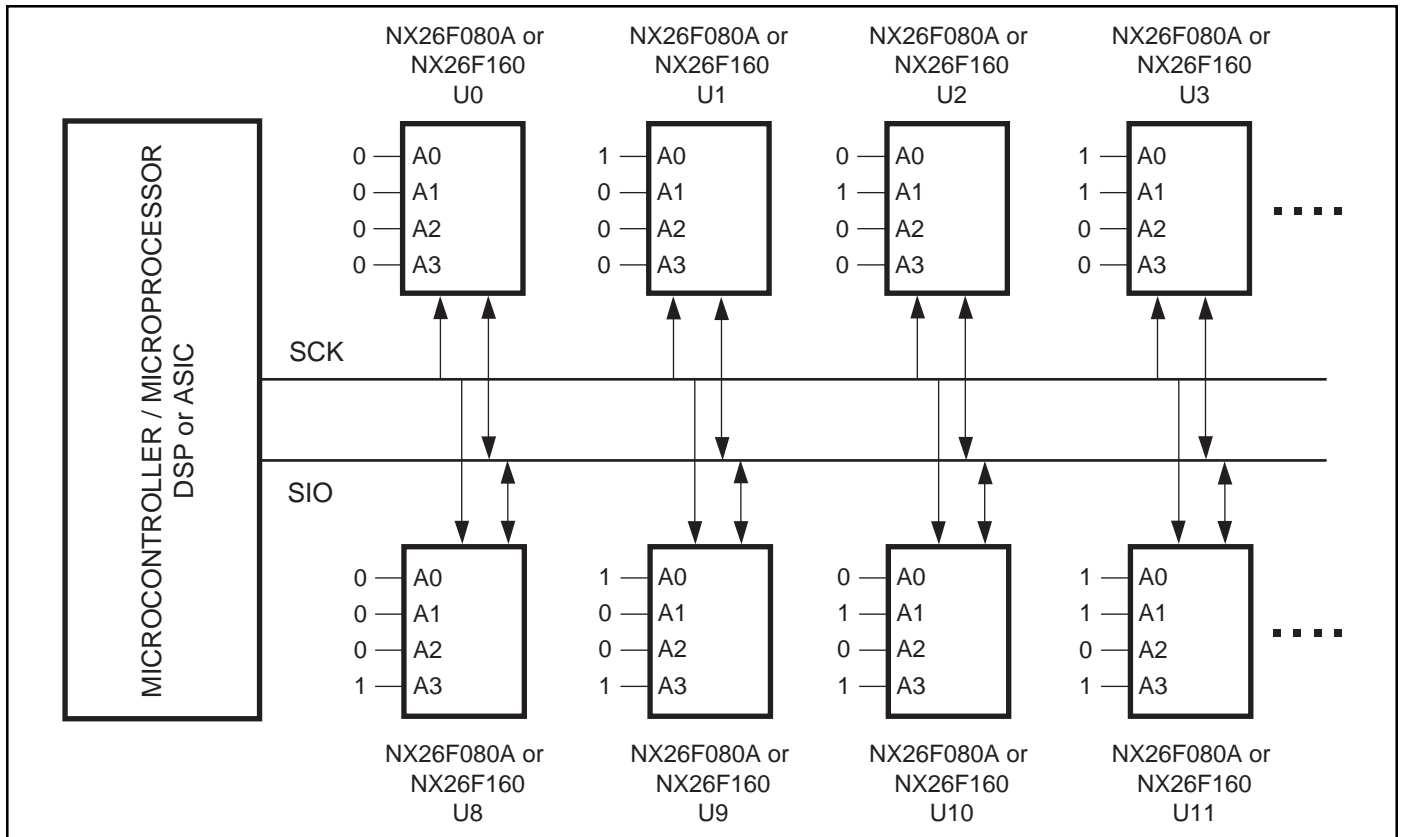 NX26F080A or
NX26F160
U0
NX26F080A or
NX26F160
U1
NX26F080A or
NX26F160
U2
NX26F080A or
NX26F160
U3
MICROCONTROLLER / MICROPROCESSOR
DSP or ASIC
0 A0
0 A1
0 A2
0 A3
1 A0
0 A1
0 A2
0 A3
0 A0
1 A1
0 A2
0 A3
1 A0
1 A1
0 A2
0 A3
SCK
SIO
0 A0
0 A1
0 A2
1 A3
1 A0
0 A1
0 A2
1 A3
0 A0
1 A1
0 A2
1 A3
1 A0
1 A1
0 A2
1 A3
NX26F080A or
NX26F160
U8
NX26F080A or
NX26F160
U9
NX26F080A or
NX26F160
U10
NX26F080A or
NX26F160
U11